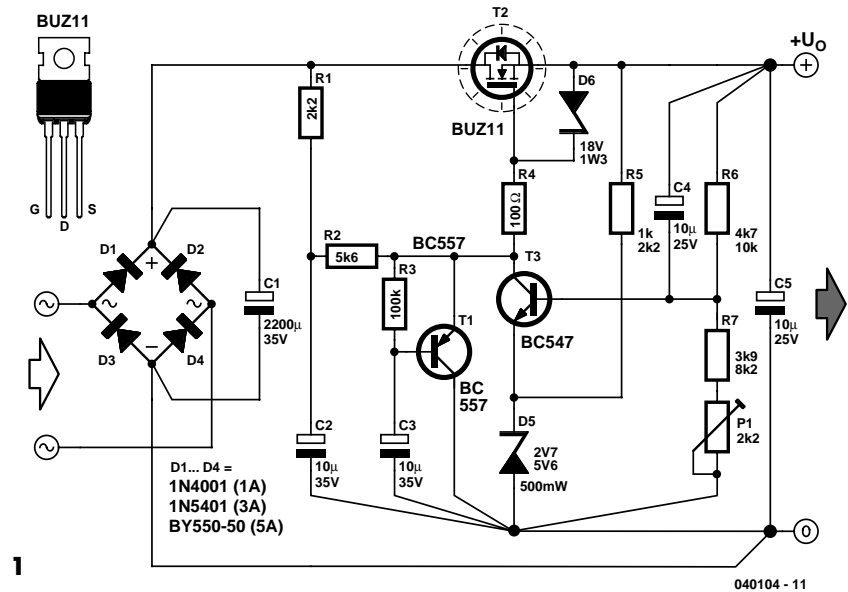 BUZ11
G
D
S
T2
BUZ11
+U_O
+
R1
2k2
D6
18V
1W3
R4
100Ω
R5
1k
2k2
C4
10µ
25V
R6
4k7
10k
D1
D2
D3
D4
+
−
~
~
~
~
C1
2200µ
35V
R2
5k6
BC557
R3
100k
T1
BC
557
T3
BC547
C5
10µ
25V
R7
3k9
8k2
P1
2k2
C2
10µ
35V
C3
10µ
35V
D5
2V7
5V6
500mW
0
D1... D4 =
1N4001 (1A)
1N5401 (3A)
BY550-50 (5A)
1
040104 - 11